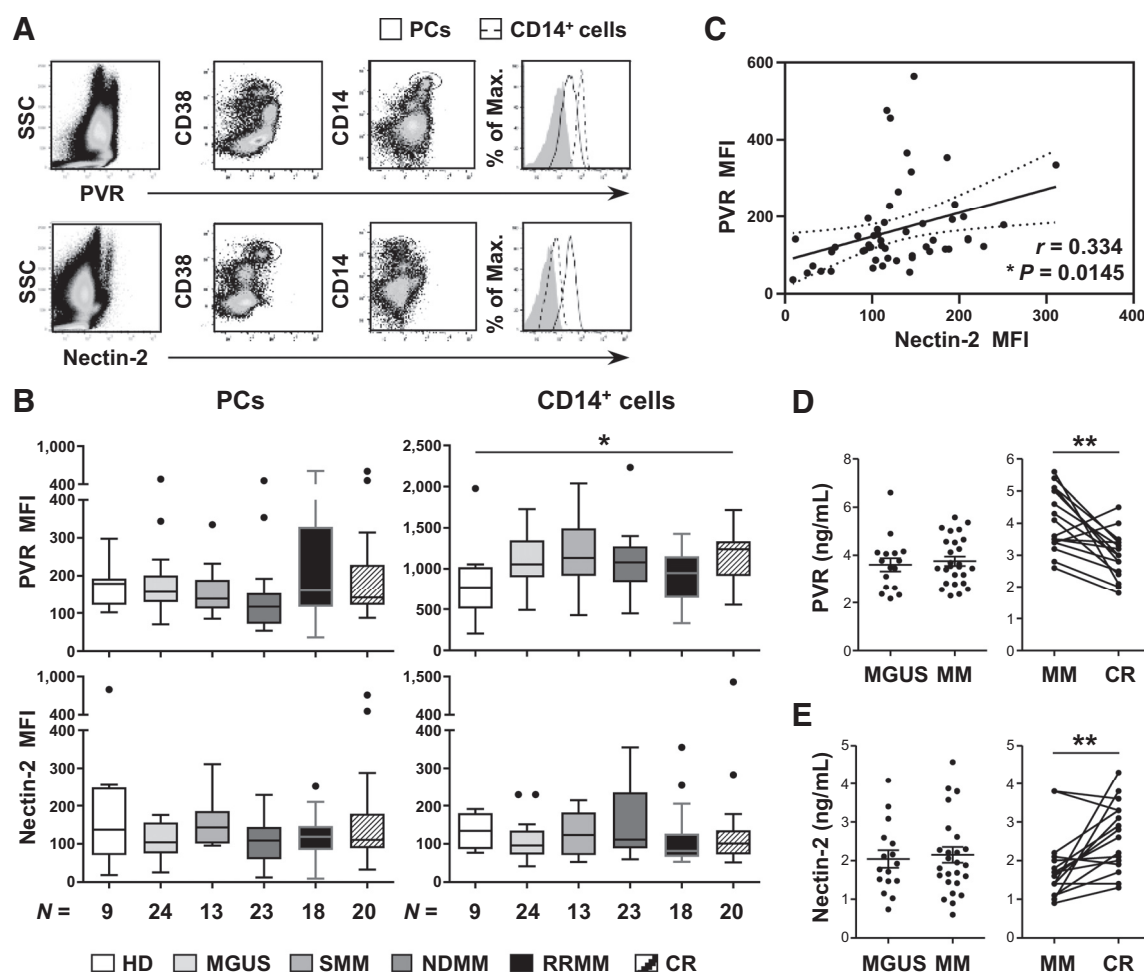 A
PCs CD14+ cells
SSC CD38 CD14 % of Max.
PVR
SSC CD38 CD14 % of Max.
Nectin-2
C
PVR MFI
600
400
200
0
r = 0.334
* P = 0.0145
0 100 200 300 400
Nectin-2 MFI
B
PCs CD14+ cells
PVR MFI
1,000
400
400
300
200
100
0
2,500
2,000
1,500
1,000
500
0
*
Nectin-2 MFI
1,000
400
400
300
200
100
0
1,500
400
400
300
200
100
0
N = 9 24 13 23 18 20 9 24 13 23 18 20
HD MGUS SMM NDMM RRMM CR
D
PVR (ng/mL)
8
6
4
2
0
MGUS MM
**
6
5
4
3
2
1
0
MM CR
E
Nectin-2 (ng/mL)
5
4
3
2
1
0
MGUS MM
**
5
4
3
2
1
0
MM CR